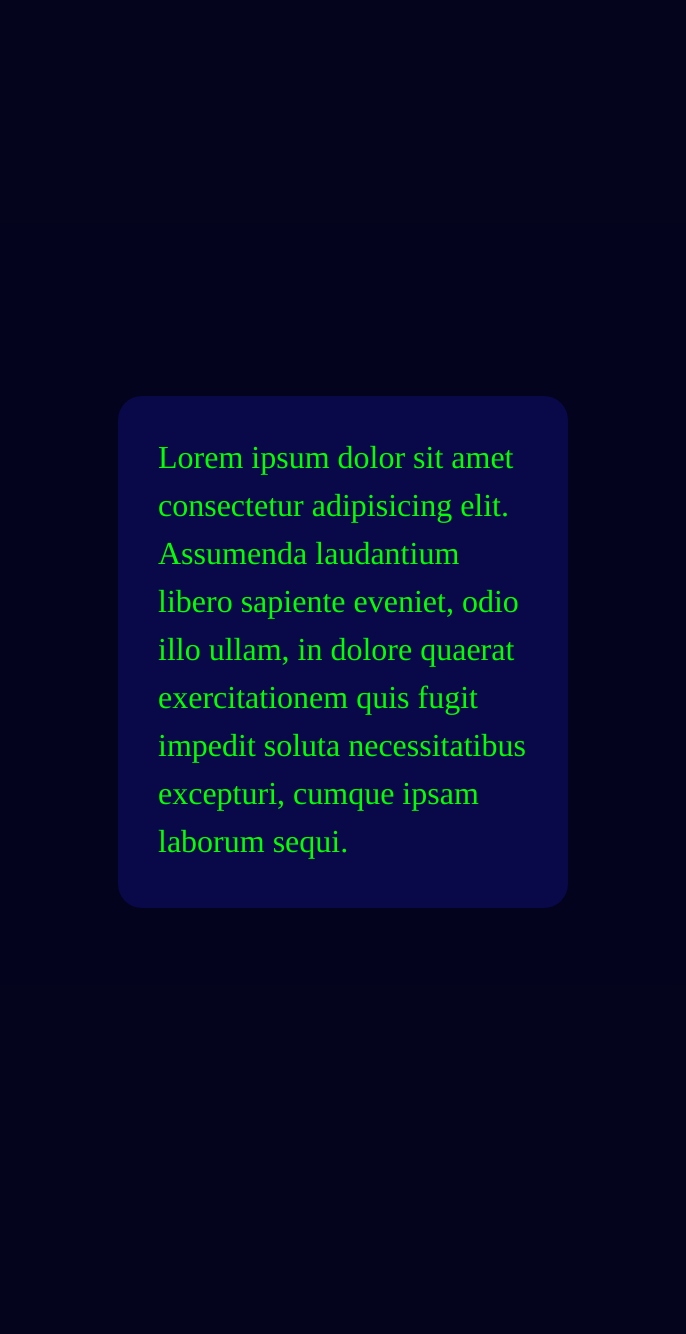 Lorem ipsum dolor sit amet
consectetur adipisicing elit.
Assumenda laudantium
libero sapiente eveniet, odio
illo ullam, in dolore quaerat
exercitationem quis fugit
impedit soluta necessitatibus
excepturi, cumque ipsam
laborum sequi.